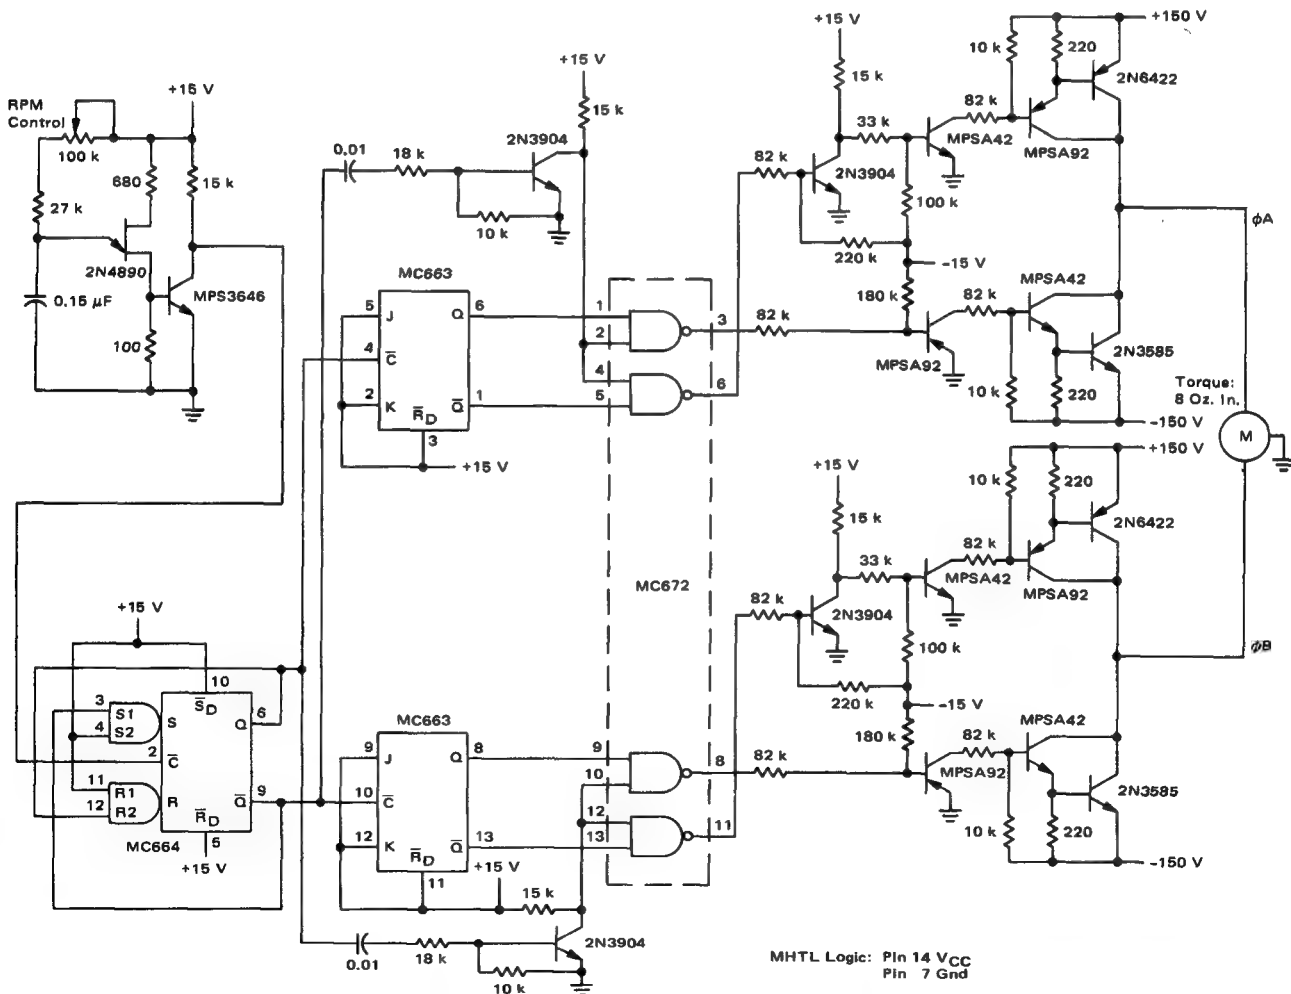 +15 V
+150 V
10 k
220
2N6422
15 k
+15 V
82 k
33 k
MPSA42
MPSA92
RPM
Control
+15 V
15 k
2N3904
0.01
18 k
82 k
2N3904
100 k
680
15 k
100 k
27 k
10 k
220 k
ϕA
2N4890
MPS3646
0.15 μF
100
MC663
−15 V
180 k
82 k
MPSA42
5
J
Q
6
1
2
3
82 k
4
C̅
MPSA92
2N3585
4
5
6
2
K
R̅D
Q̅
1
3
+15 V
10 k
220
Torque:
8 Oz. In.
−150 V
M
+150 V
+15 V
10 k
220
2N6422
15 k
82 k
33 k
MPSA42
MPSA92
MC672
82 k
2N3904
+15 V
100 k
ϕB
10
S̅D
3
S1
4
S2
S
Q
6
2
C̅
11
R1
12
R2
R
Q̅
9
R̅D
MC664
5
+15 V
220 k
−15 V
180 k
MPSA42
82 k
MC663
9
J
Q
8
9
10
8
82 k
MPSA92
2N3585
10
C̅
12
13
11
12
K
R̅D
Q̅
13
11
+15 V
15 k
10 k
220
−150 V
2N3904
0.01
18 k
10 k
MHTL Logic: Pin 14 VCC
Pin 7 Gnd